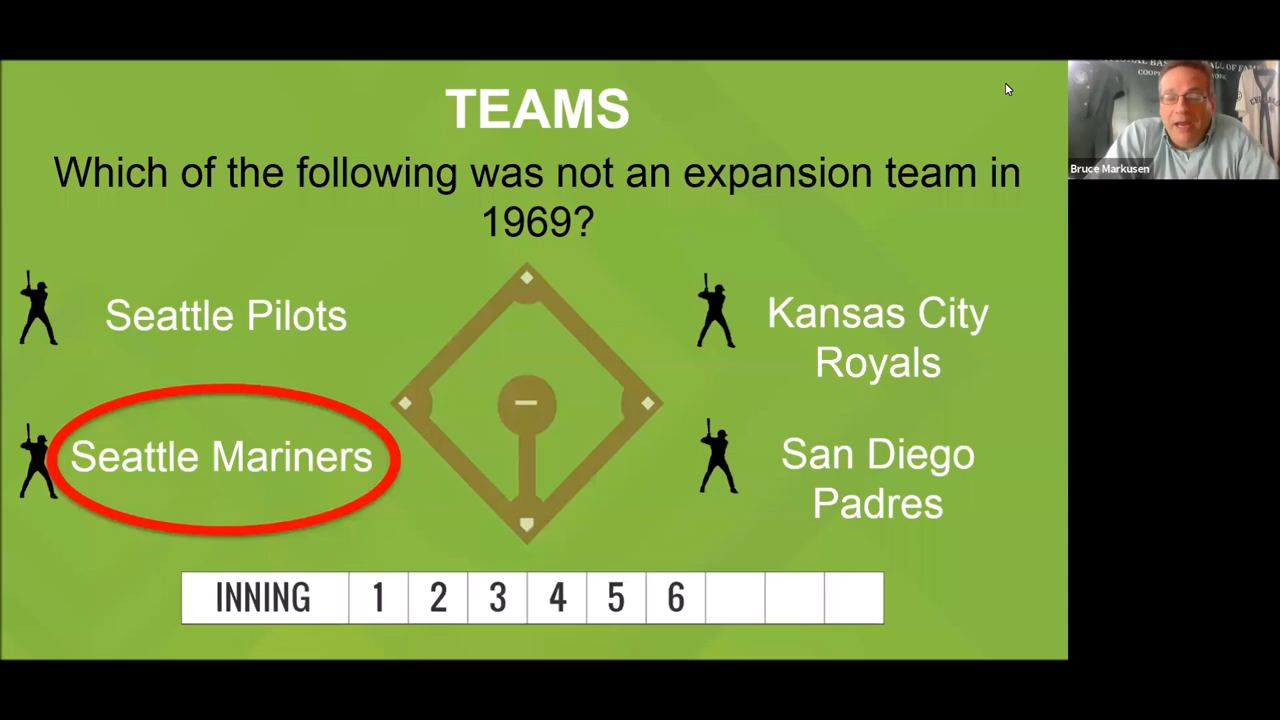 TEAMS
Which of the following was not an expansion team in
1969?
Seattle Pilots
Kansas City
Royals
Seattle Mariners
San Diego
Padres
INNING 1 2 3 4 5 6
Bruce Markusen